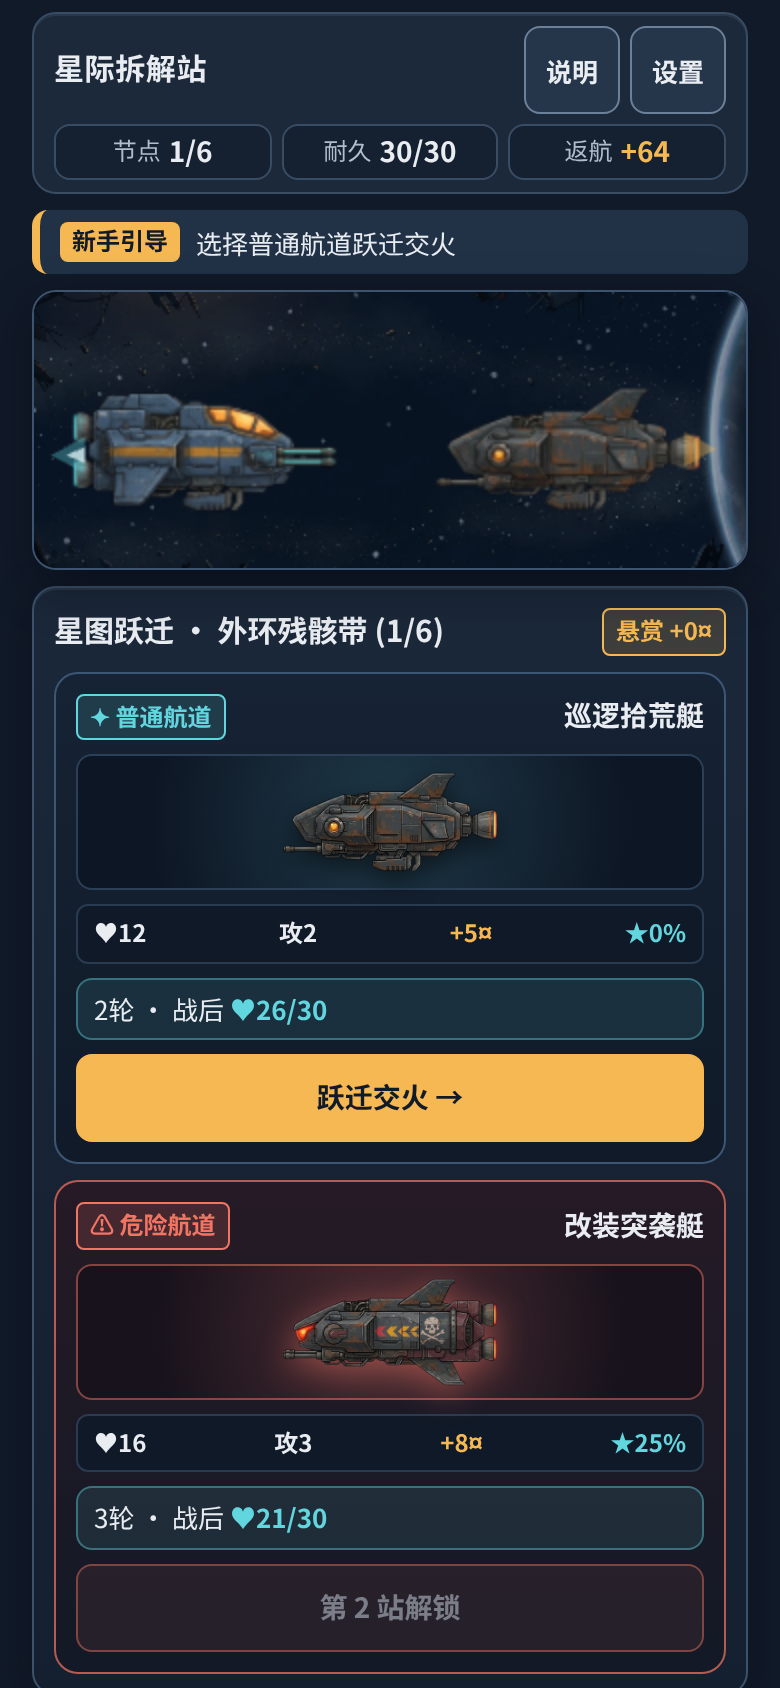 星际拆解站
说明
设置
节点 1/6
耐久 30/30
返航 +64
新手引导 选择普通航道跃迁交火
星图跃迁 · 外环残骸带 (1/6)
悬赏 +0¤
✦ 普通航道
巡逻拾荒艇
♥12 攻2 +5¤ ★0%
2轮 · 战后 ♥26/30
跃迁交火 →
⚠ 危险航道
改装突袭艇
♥16 攻3 +8¤ ★25%
3轮 · 战后 ♥21/30
第 2 站解锁